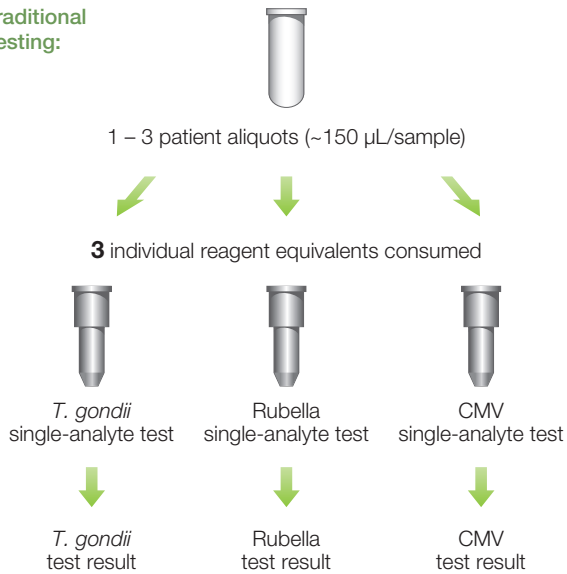 raditional
esting:
1 – 3 patient aliquots (~150 µL/sample)
3 individual reagent equivalents consumed
T. gondii
single-analyte test
Rubella
single-analyte test
CMV
single-analyte test
T. gondii
test result
Rubella
test result
CMV
test result